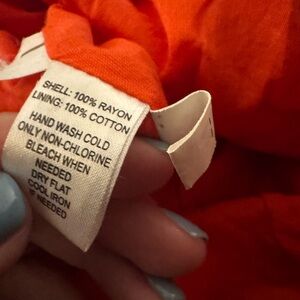 SHELL: 100% RAYON
LINING: 100% COTTON
HAND WASH COLD
ONLY NON-CHLORINE
BLEACH WHEN
NEEDED
DRY FLAT
COOL IRON
IF NEEDED